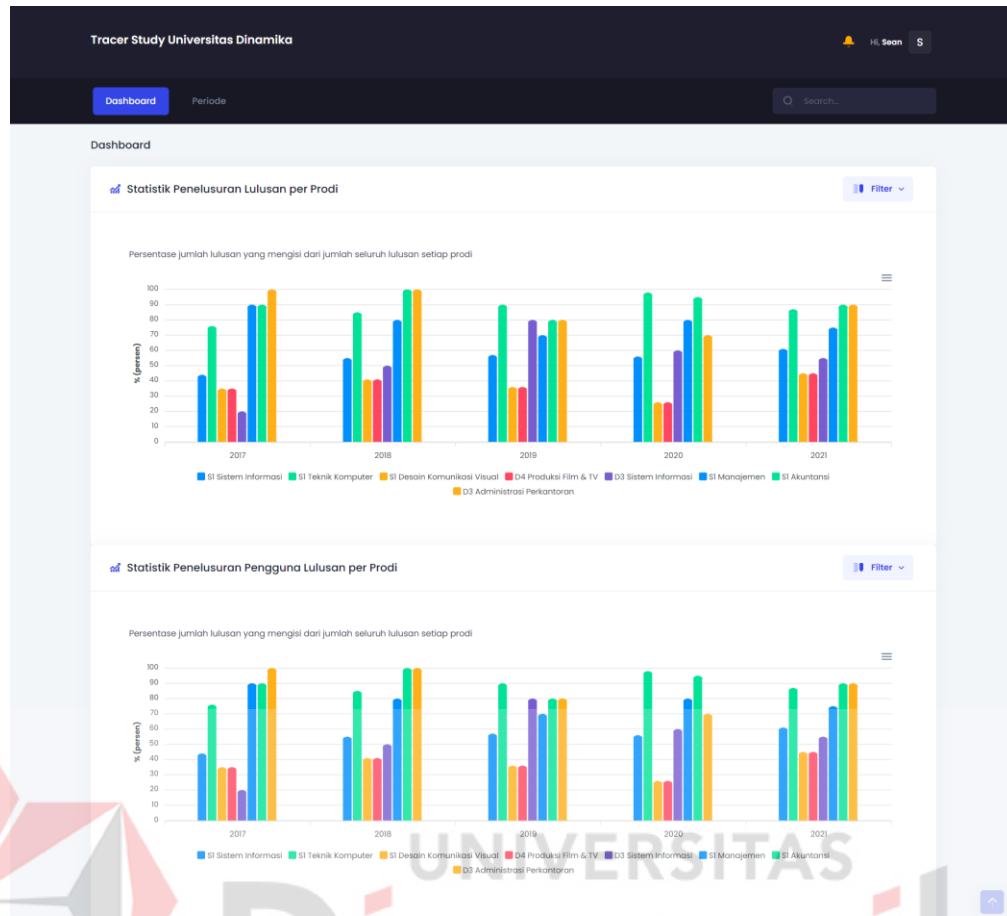 Tracer Study Universitas Dinamika
Hi, Sean S
Dashboard Periode Search...
Dashboard
Statistik Penelusuran Lulusan per Prodi
Filter
Persentase jumlah lulusan yang mengisi dari jumlah seluruh lulusan setiap prodi
100
90
80
70
60
50
40
30
20
10
0
% (persen)
2017 2018 2019 2020 2021
S1 Sistem Informasi S1 Teknik Komputer S1 Desain Komunikasi Visual D4 Produksi Film & TV D3 Sistem Informasi S1 Manajemen S1 Akuntansi
D3 Administrasi Perkantoran
Statistik Penelusuran Pengguna Lulusan per Prodi
Filter
Persentase jumlah lulusan yang mengisi dari jumlah seluruh lulusan setiap prodi
100
90
80
70
60
50
40
30
20
10
0
% (persen)
2017 2018 2019 2020 2021
S1 Sistem Informasi S1 Teknik Komputer S1 Desain Komunikasi Visual D4 Produksi Film & TV D3 Sistem Informasi S1 Manajemen S1 Akuntansi
D3 Administrasi Perkantoran
UNIVERSITAS